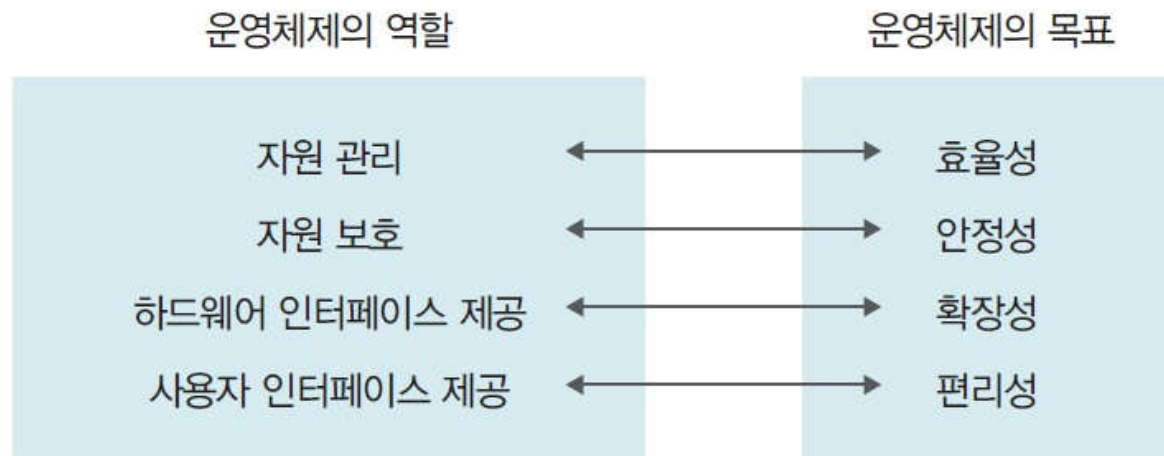 운영체제의 역할 운영체제의 목표
자원 관리 효율성
자원 보호 안정성
하드웨어 인터페이스 제공 확장성
사용자 인터페이스 제공 편리성